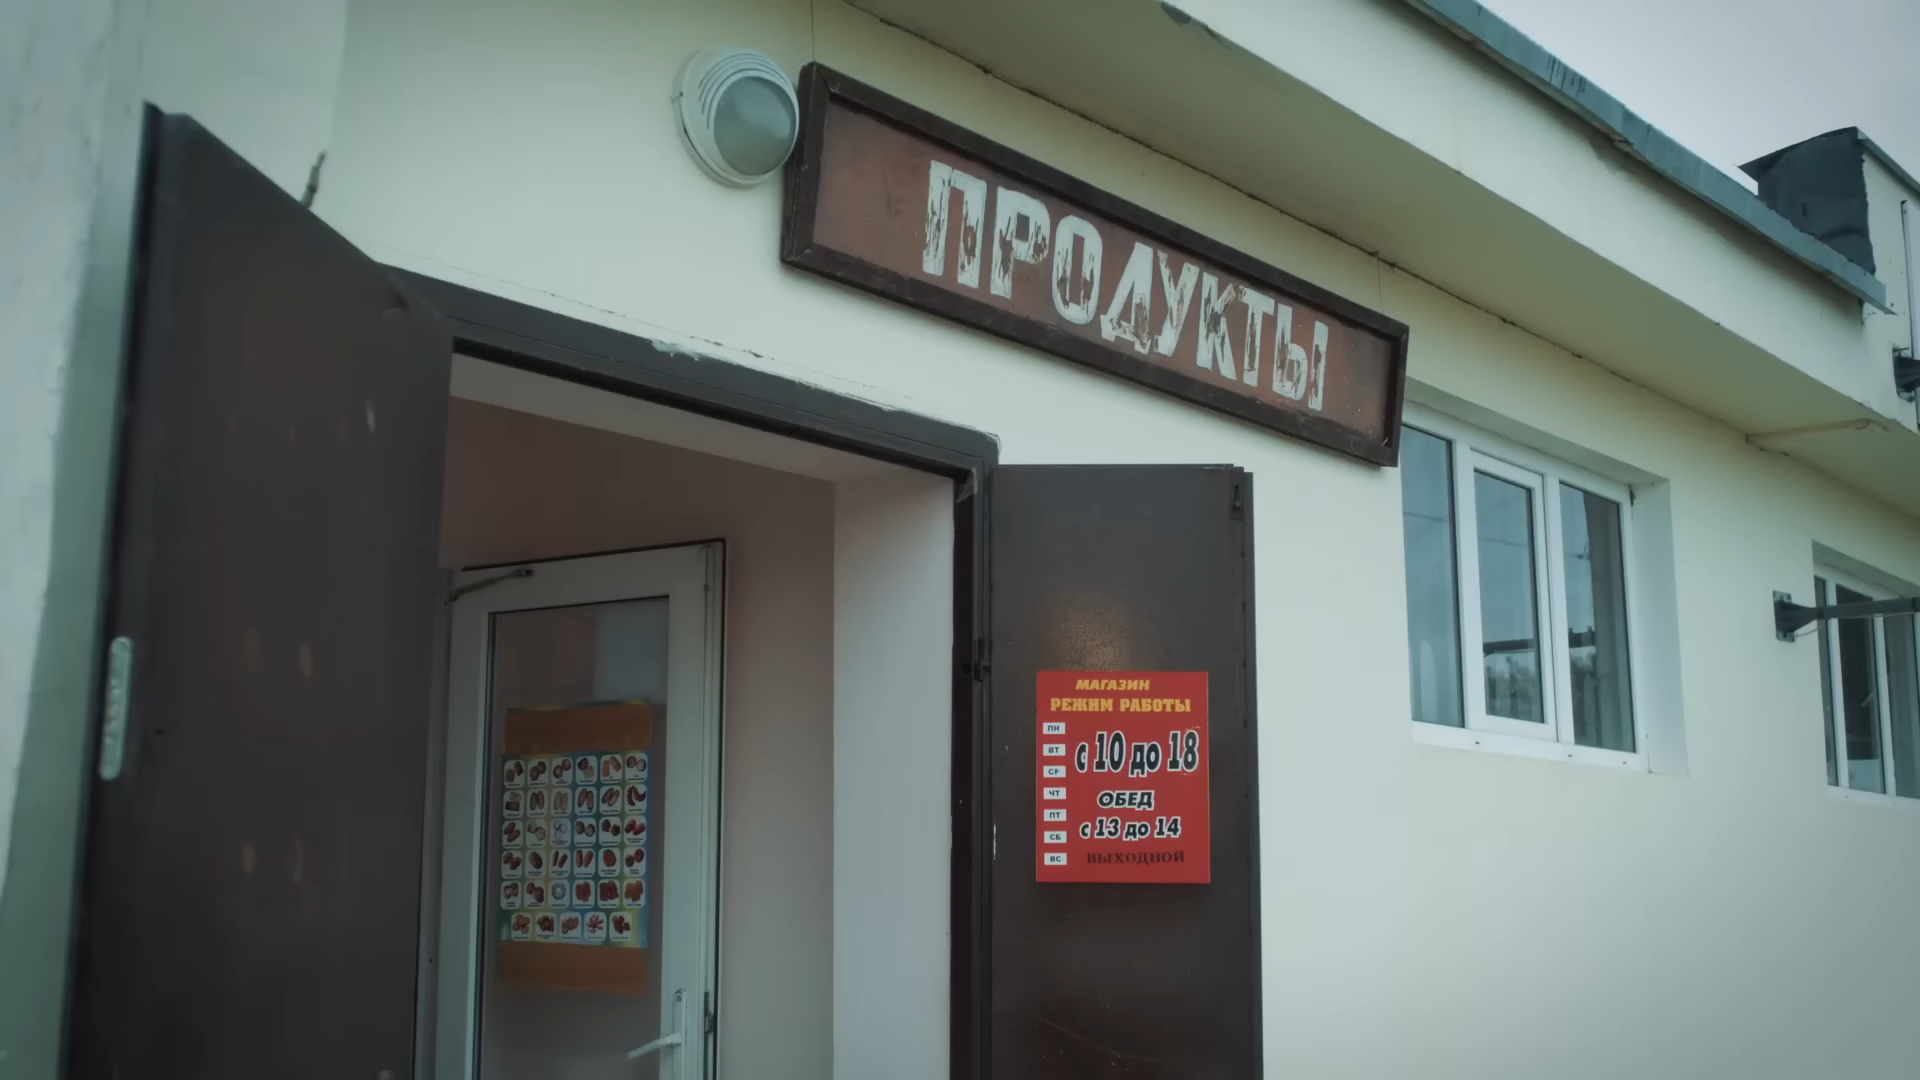 ПРОДУКТЫ
МАГАЗИН
РЕЖИМ РАБОТЫ
ПН
ВТ
СР
ЧТ
ПТ
СБ
ВС
с 10 до 18
ОБЕД
с 13 до 14
ВЫХОДНОЙ